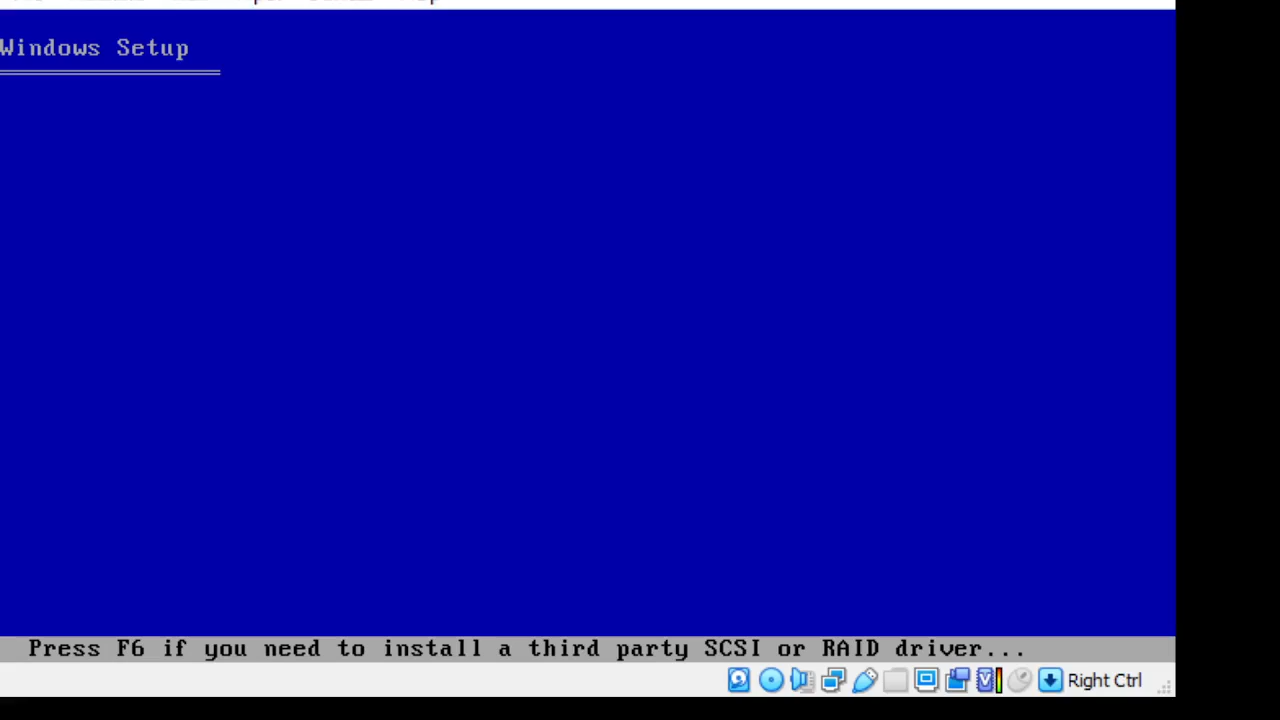 Windows Setup
Press F6 if you need to install a third party SCSI or RAID driver...
Right Ctrl